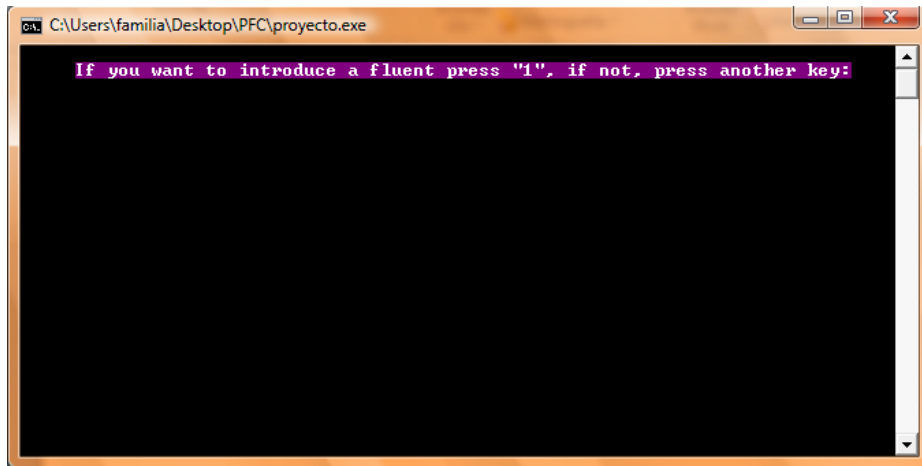 C:\Users\familia\Desktop\PFC\proyecto.exe
If you want to introduce a fluent press "1", if not, press another key: